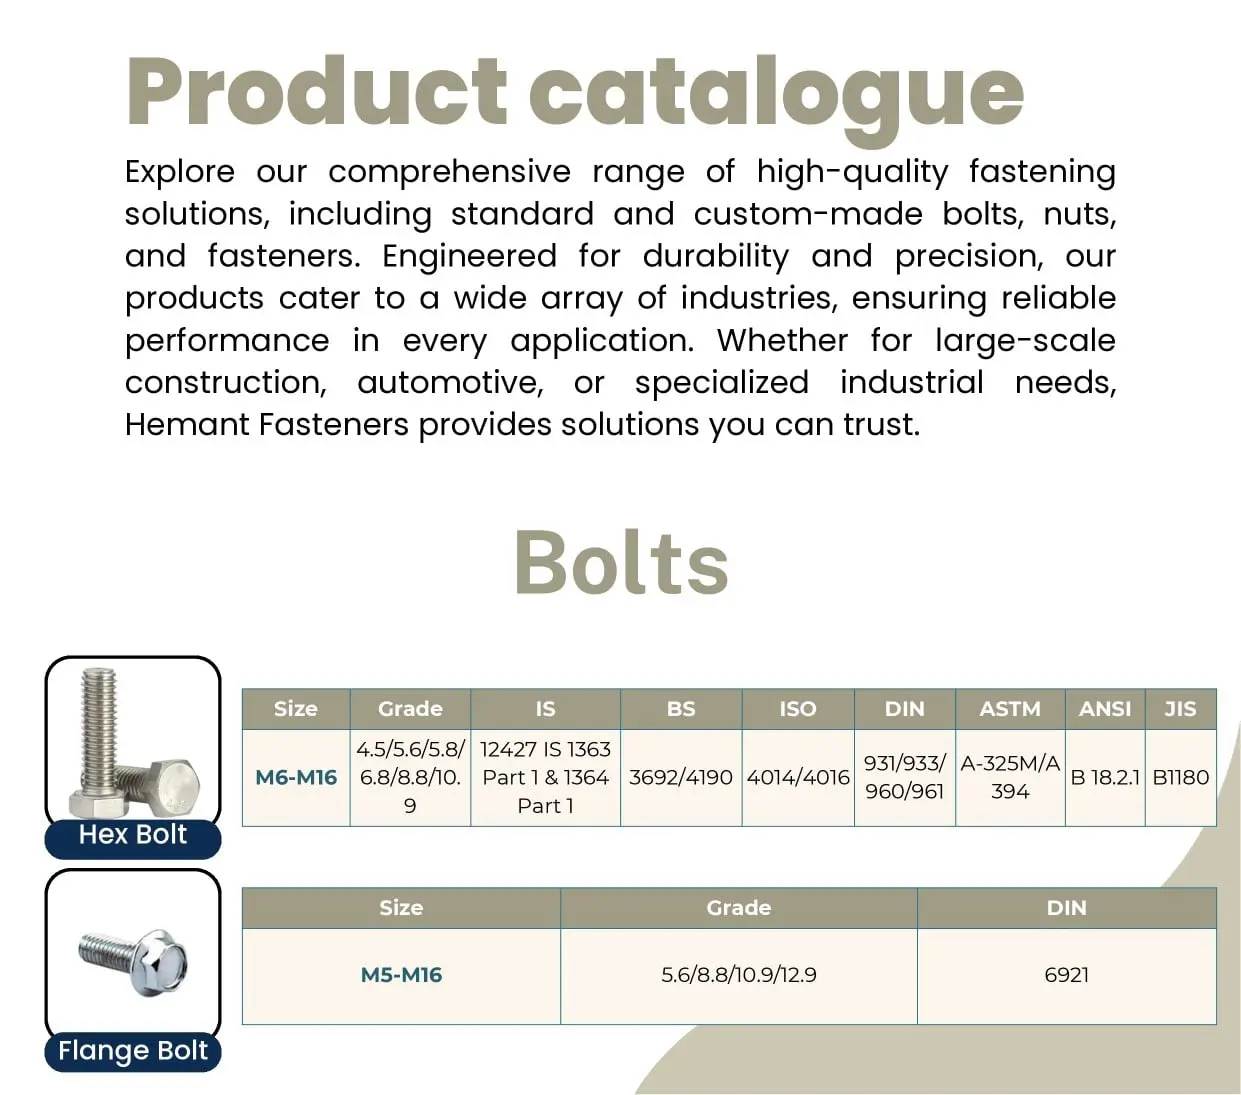 Product catalogue
Explore our comprehensive range of high-quality fastening
solutions, including standard and custom-made bolts, nuts,
and fasteners. Engineered for durability and precision, our
products cater to a wide array of industries, ensuring reliable
performance in every application. Whether for large-scale
construction, automotive, or specialized industrial needs,
Hemant Fasteners provides solutions you can trust.
Bolts
Hex Bolt
Size Grade IS BS ISO DIN ASTM ANSI JIS
4.5/5.6/5.8/ 12427 IS 1363
931/933/ A-325M/A
M6-M16 6.8/8.8/10. Part 1 & 1364 3692/4190 4014/4016 B 18.2.1 B1180
960/961 394
9 Part 1
Flange Bolt
Size Grade DIN
M5-M16 5.6/8.8/10.9/12.9 6921